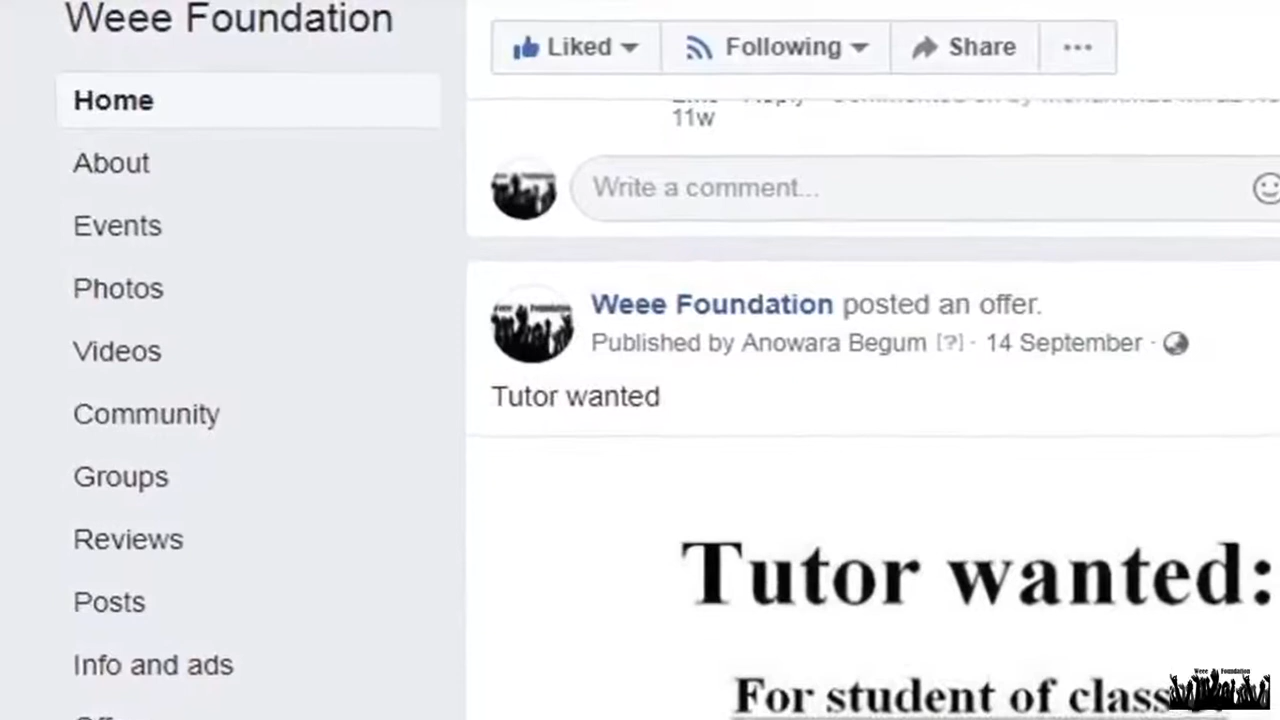 Weee Foundation
Liked
Following
Share
Home
11w
About
Write a comment...
Events
Photos
Weee Foundation posted an offer.
Published by Anowara Begum [?] · 14 September ·
Videos
Tutor wanted
Community
Groups
Reviews
Tutor wanted:
Posts
Info and ads
For student of class
Weee Foundation